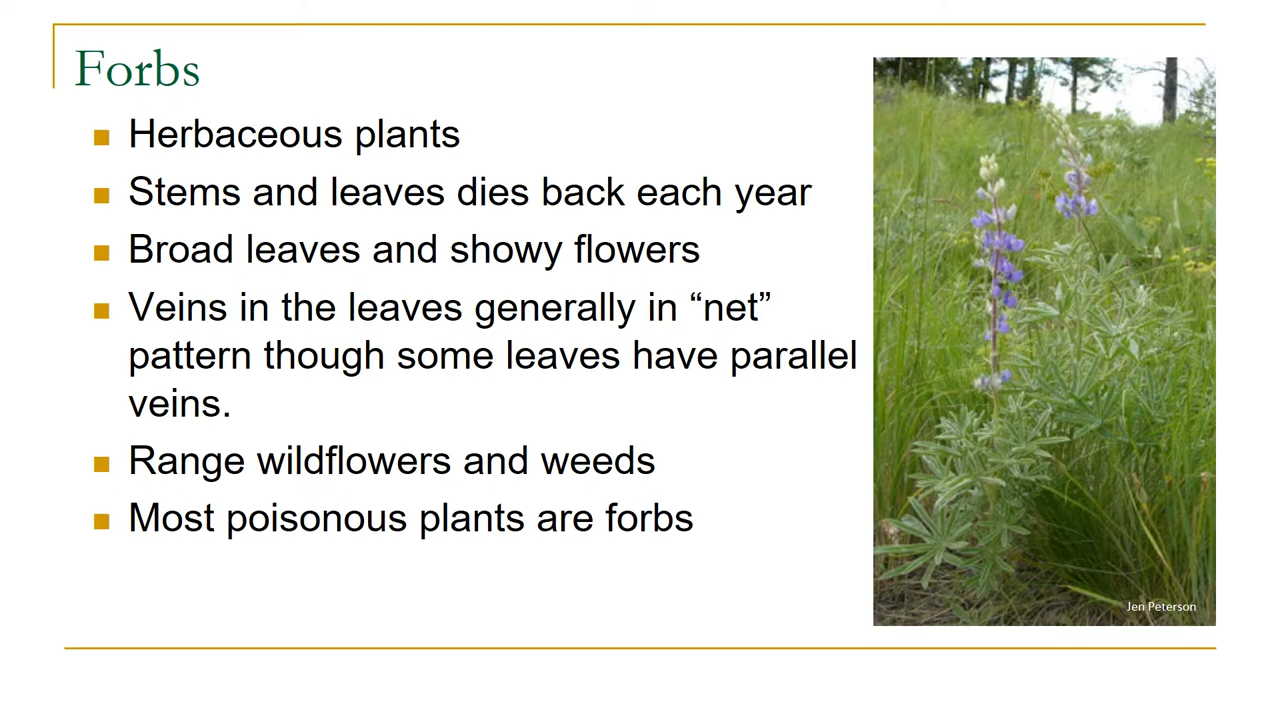 Forbs
Herbaceous plants
Stems and leaves dies back each year
Broad leaves and showy flowers
Veins in the leaves generally in “net”
pattern though some leaves have parallel
veins.
Range wildflowers and weeds
Most poisonous plants are forbs
Jen Peterson